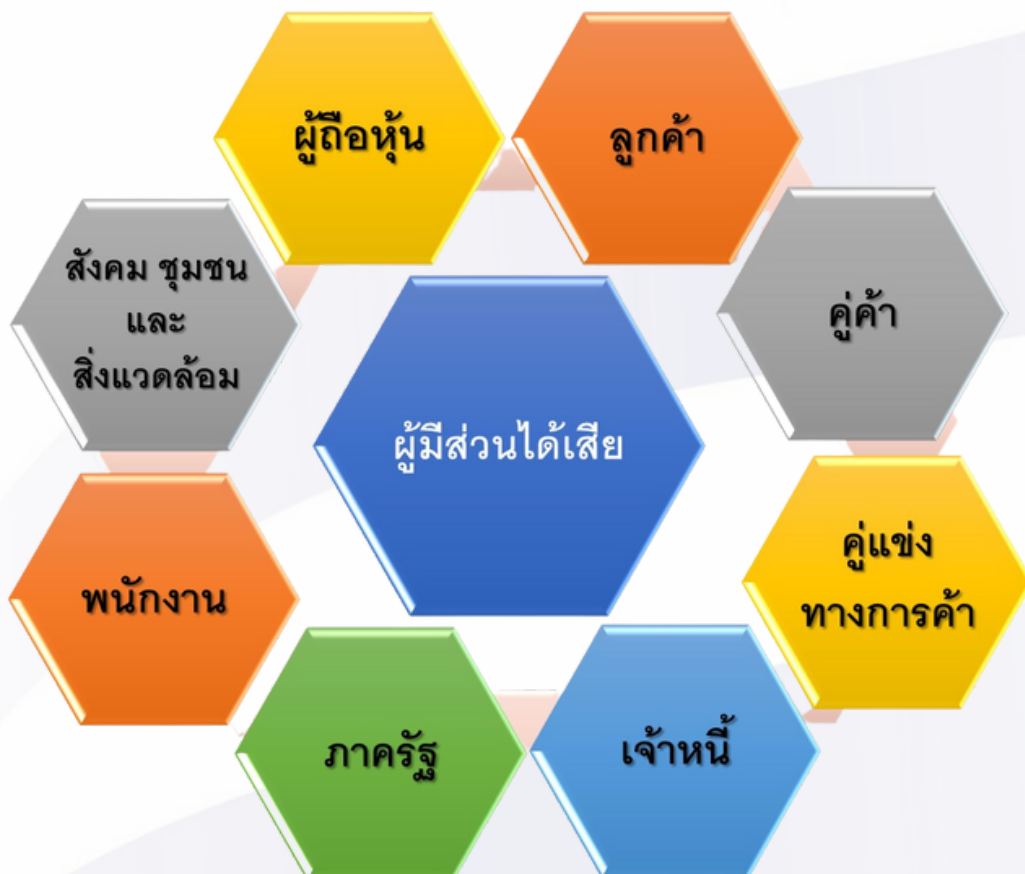 ผู้ถือหุ้น
ลูกค้า
สังคม ชุมชน
และ
สิ่งแวดล้อม
คู่ค้า
ผู้มีส่วนได้เสีย
คู่แข่ง
ทางการค้า
พนักงาน
ภาครัฐ
เจ้าหนี้